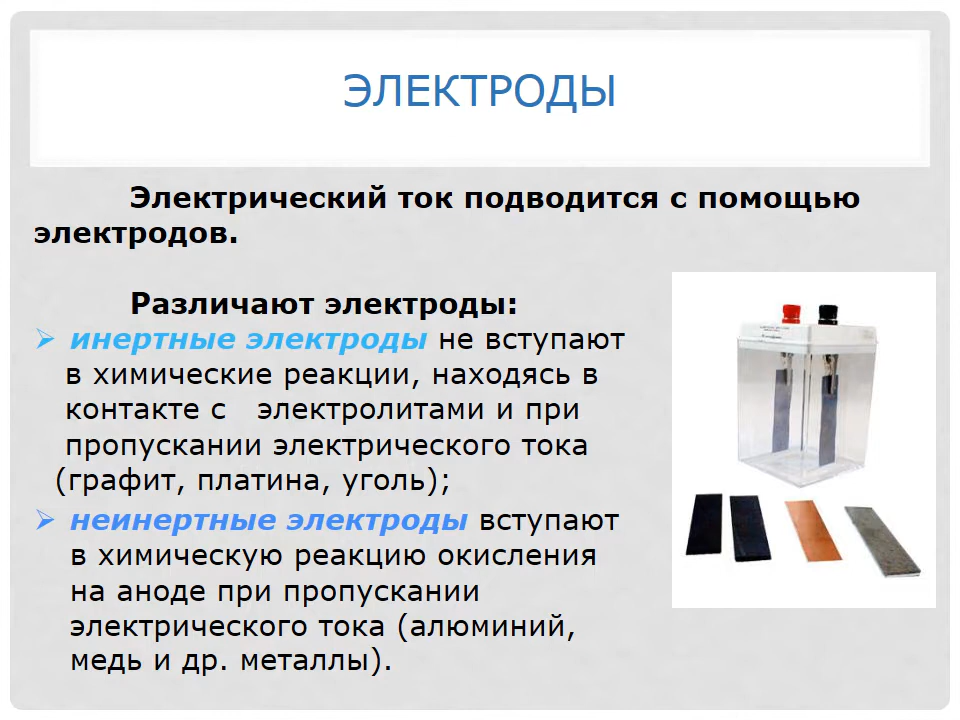 ЭЛЕКТРОДЫ
Электрический ток подводится с помощью
электродов.
Различают электроды:
инертные электроды не вступают
в химические реакции, находясь в
контакте с электролитами и при
пропускании электрического тока
(графит, платина, уголь);
неинертные электроды вступают
в химическую реакцию окисления
на аноде при пропускании
электрического тока (алюминий,
медь и др. металлы).